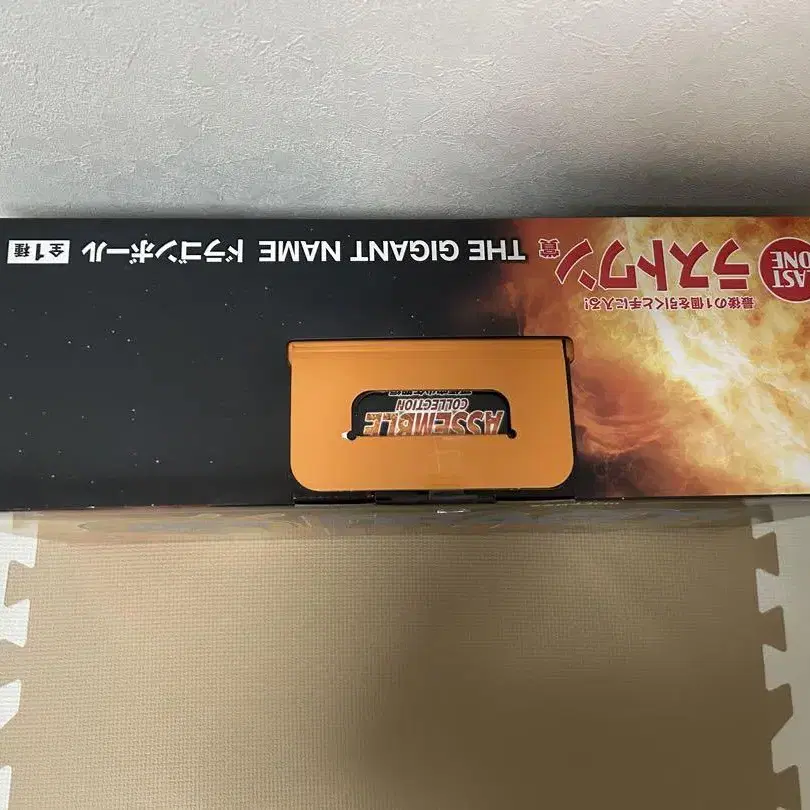 最後の1個を引くと手に入る!
LAST ONE ラストワン賞 THE GIGANT NAME ドラゴンボール 全1種
ASSEMBLE
COLLECTION